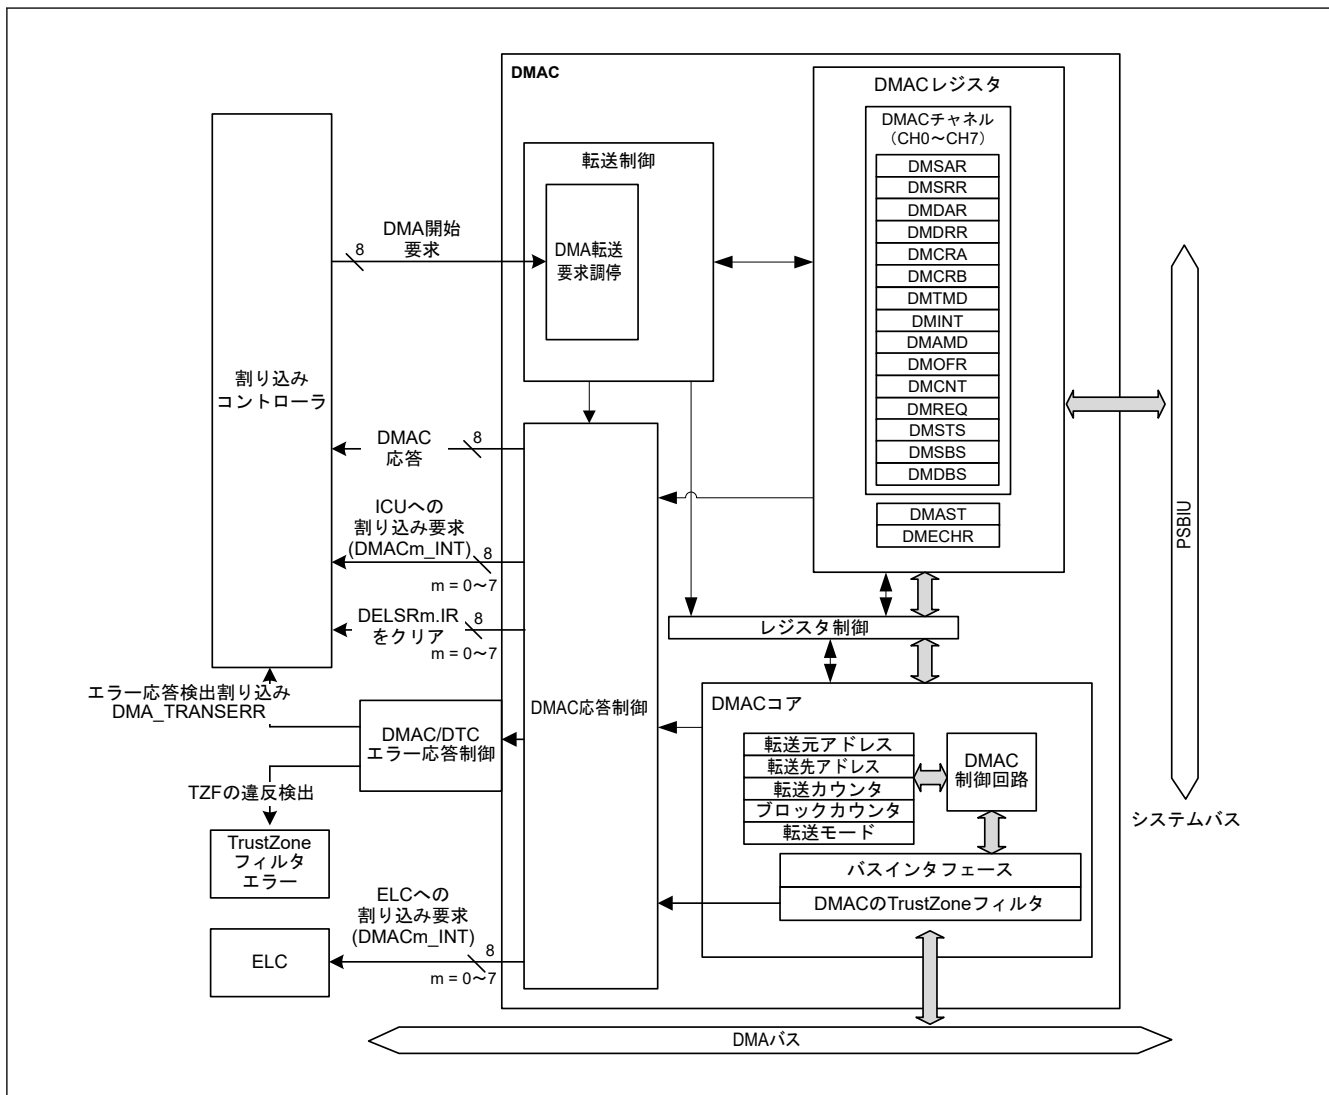 DMAC
DMACレジスタ
DMACチャネル
（CH0～CH7）
DMSAR
DMSRR
DMDAR
DMDRR
DMCRA
DMCRB
DMTMD
DMINT
DMAMD
DMOFR
DMCNT
DMREQ
DMSTS
DMSBS
DMDBS
DMAST
DMECHR
転送制御
DMA転送
要求調停
DMA開始
要求
8
割り込み
コントローラ
DMAC
応答
8
ICUへの
割り込み要求
(DMACm_INT)
8
m = 0～7
DELSRm.IR
をクリア
8
m = 0～7
エラー応答検出割り込み
DMA_TRANSERR
DMAC/DTC
エラー応答制御
TZFの違反検出
TrustZone
フィルタ
エラー
ELCへの
割り込み要求
(DMACm_INT)
8
m = 0～7
ELC
DMAC応答制御
レジスタ制御
DMACコア
転送元アドレス
転送先アドレス
転送カウンタ
ブロックカウンタ
転送モード
DMAC
制御回路
バスインタフェース
DMACのTrustZoneフィルタ
PSBIU
システムバス
DMAバス